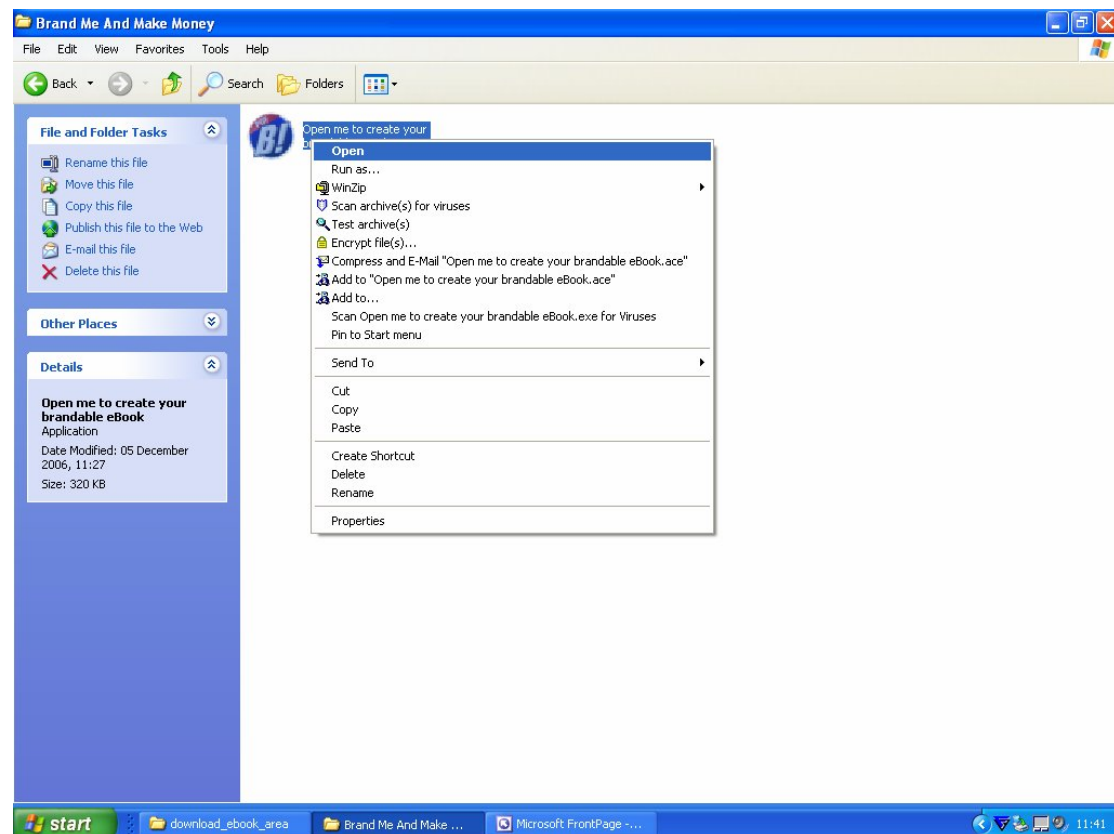 Brand Me And Make Money
File Edit View Favorites Tools Help
Back Search Folders
File and Folder Tasks
Rename this file
Move this file
Copy this file
Publish this file to the Web
E-mail this file
Delete this file
Other Places
Details
Open me to create your
brandable eBook
Application
Date Modified: 05 December
2006, 11:27
Size: 320 KB
B!
Open me to create your
Open
Run as...
WinZip
Scan archive(s) for viruses
Test archive(s)
Encrypt file(s)...
Compress and E-Mail "Open me to create your brandable eBook.ace"
Add to "Open me to create your brandable eBook.ace"
Add to...
Scan Open me to create your brandable eBook.exe for Viruses
Pin to Start menu
Send To
Cut
Copy
Paste
Create Shortcut
Delete
Rename
Properties
start download_ebook_area Brand Me And Make ... Microsoft FrontPage -... 11:41